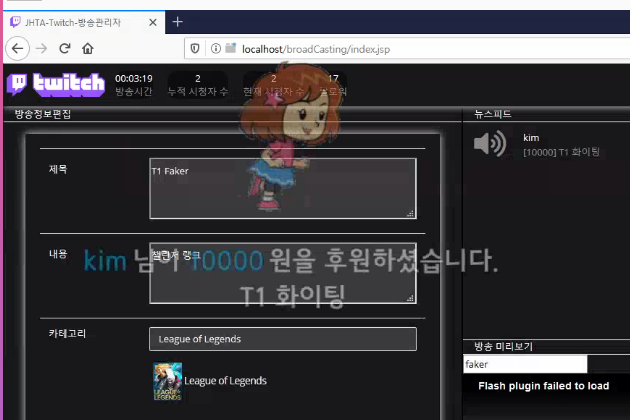 JHTA-Twitch-방송관리자
localhost/broadCasting/index.jsp
twitch
00:03:19
방송시간
2
누적 시청자 수
2
현재 시청자 수
17
팔로워
방송정보편집
뉴스피드
kim
[10000] T1 화이팅
제목
T1 Faker
내용
챌린저 랭크
kim 님이 10000 원을 후원하셨습니다.
T1 화이팅
카테고리
League of Legends
LEAGUE OF LEGENDS
League of Legends
방송 미리보기
faker
Flash plugin failed to load